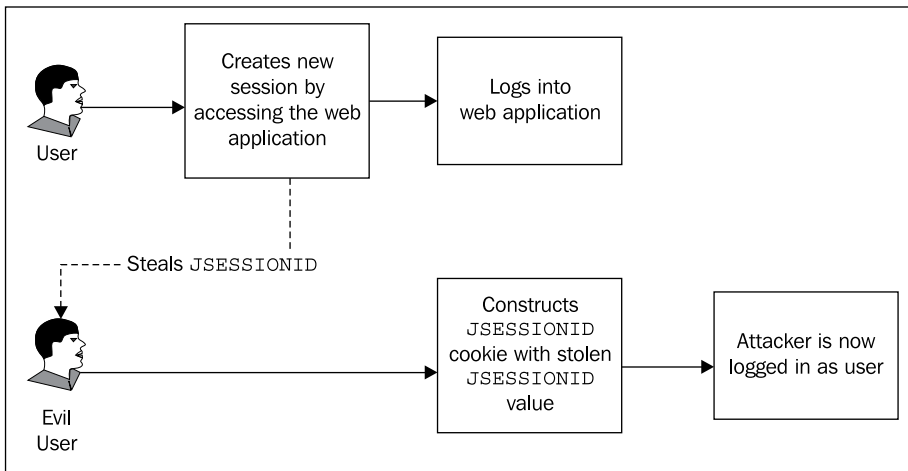 Creates new
session by
accessing the web
application
Logs into
web application
User
Steals JSESSIONID
Constructs
JSESSIONID
cookie with stolen
JSESSIONID
value
Attacker is now
logged in as user
Evil
User